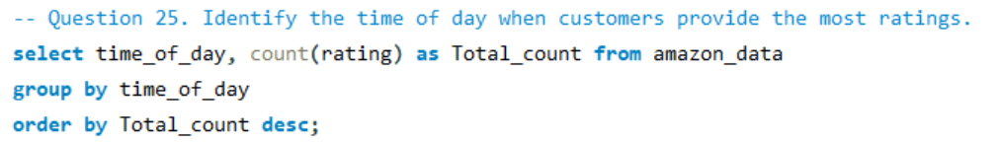 -- Question 25. Identify the time of day when customers provide the most ratings.
select time_of_day, count(rating) as Total_count from amazon_data
group by time_of_day
order by Total_count desc;